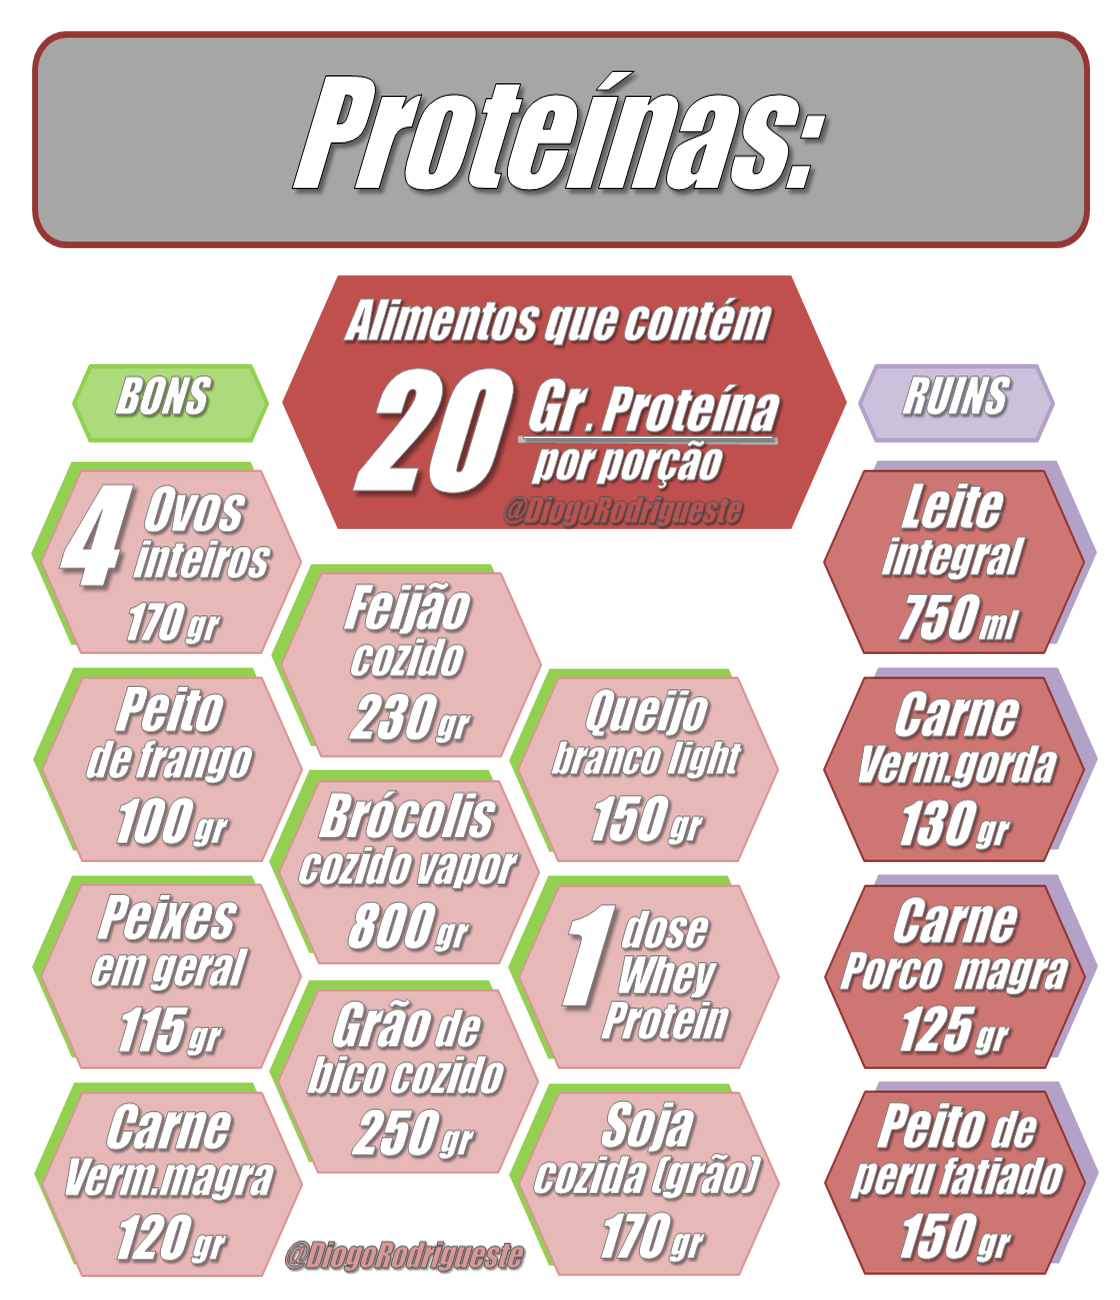 Proteínas:
Alimentos que contém
20 Gr. Proteína
por porção
@DiogoRodrigueste
BONS
4 Ovos
inteiros
170 gr
Peito
de frango
100 gr
Peixes
em geral
115 gr
Carne
Verm.magra
120 gr
Feijão
cozido
230 gr
Brócolis
cozido vapor
800 gr
Grão de
bico cozido
250 gr
Queijo
branco light
150 gr
1 dose
Whey
Protein
Soja
cozida (grão)
170 gr
RUINS
Leite
integral
750 ml
Carne
Verm.gorda
130 gr
Carne
Porco magra
125 gr
Peito de
peru fatiado
150 gr
@DiogoRodrigueste